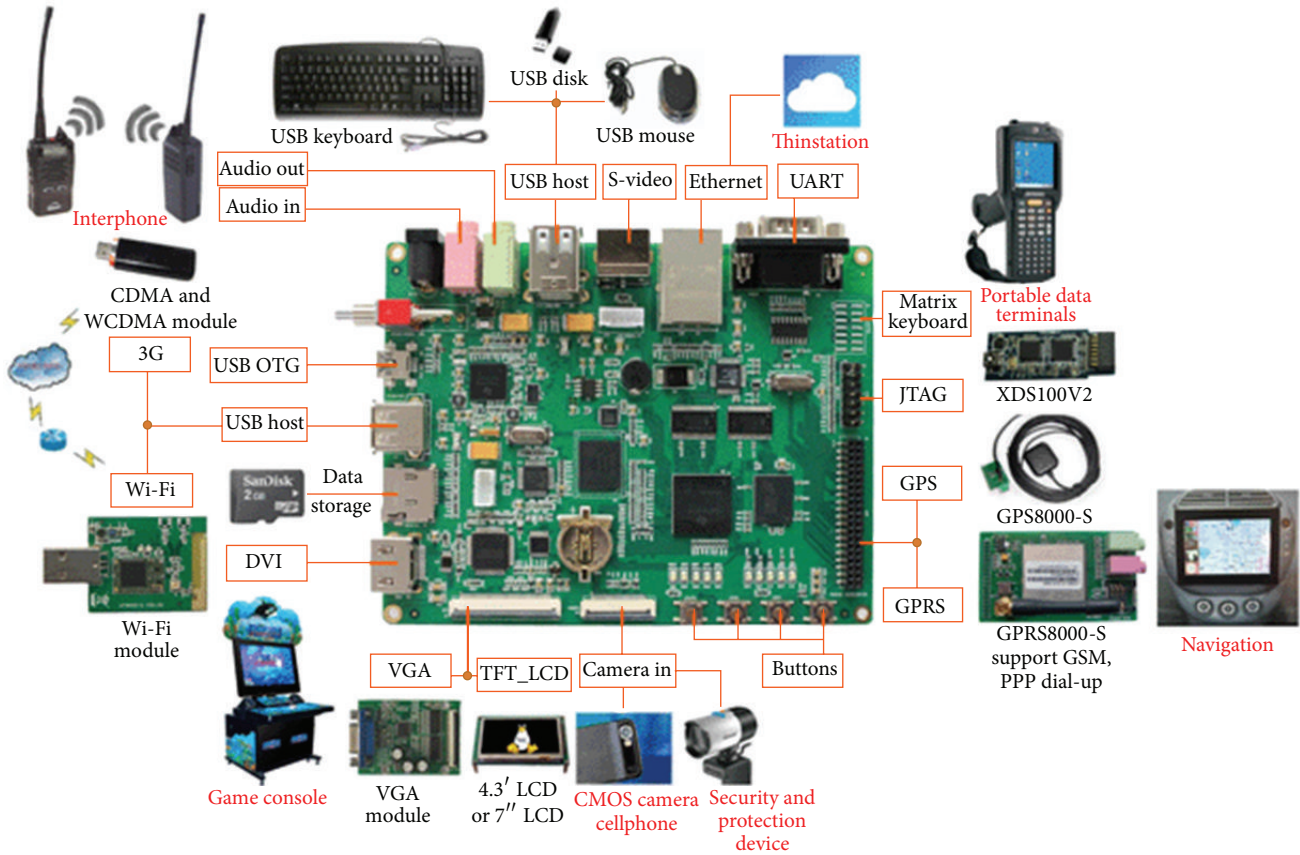 USB disk
USB keyboard
USB mouse
Thinstation
Audio out
Audio in
USB host
S-video
Ethernet
UART
Interphone
CDMA and
WCDMA module
3G
USB OTG
USB host
Wi-Fi
SanDisk
2 GB
Data
storage
DVI
Wi-Fi
module
Matrix
keyboard
Portable data
terminals
JTAG
XDS100V2
GPS
GPS8000-S
GPRS
GPRS8000-S
support GSM,
PPP dial-up
Navigation
VGA
TFT_LCD
Camera in
Buttons
Game console
VGA
module
4.3′ LCD
or 7″ LCD
CMOS camera
cellphone
Security and
protection
device